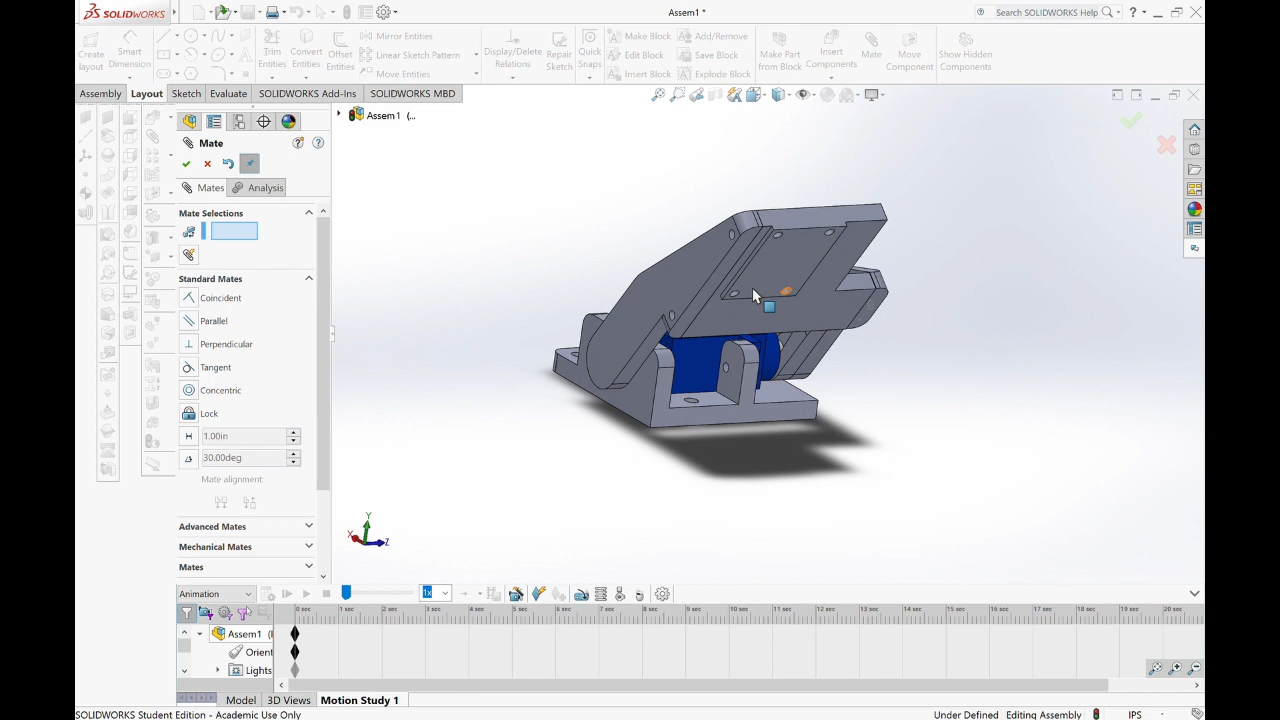 SOLIDWORKS
Assem1 *
Search SOLIDWORKS Help
?
Create
layout
Smart
Dimension
Trim
Entities
Convert
Entities
Offset
Entities
Mirror Entities
Linear Sketch Pattern
Move Entities
Display/Delete
Relations
Repair
Sketch
Quick
Snaps
Make Block
Edit Block
Insert Block
Add/Remove
Save Block
Explode Block
Make Part
from Block
Insert
Components
Mate
Move
Component
Show Hidden
Components
Assembly
Layout
Sketch
Evaluate
SOLIDWORKS Add-Ins
SOLIDWORKS MBD
Assem1 (...
Mate
Mates
Analysis
Mate Selections
Standard Mates
Coincident
Parallel
Perpendicular
Tangent
Concentric
Lock
1.00in
30.00deg
Mate alignment:
Advanced Mates
Mechanical Mates
Mates
Y
X
Z
Animation
1x
0 sec 1 sec 2 sec 3 sec 4 sec 5 sec 6 sec 7 sec 8 sec 9 sec 10 sec 11 sec 12 sec 13 sec 14 sec 15 sec 16 sec 17 sec 18 sec 19 sec 20 sec
Assem1 (
Orient
Lights
Model
3D Views
Motion Study 1
SOLIDWORKS Student Edition - Academic Use Only
Under Defined
Editing Assembly
IPS